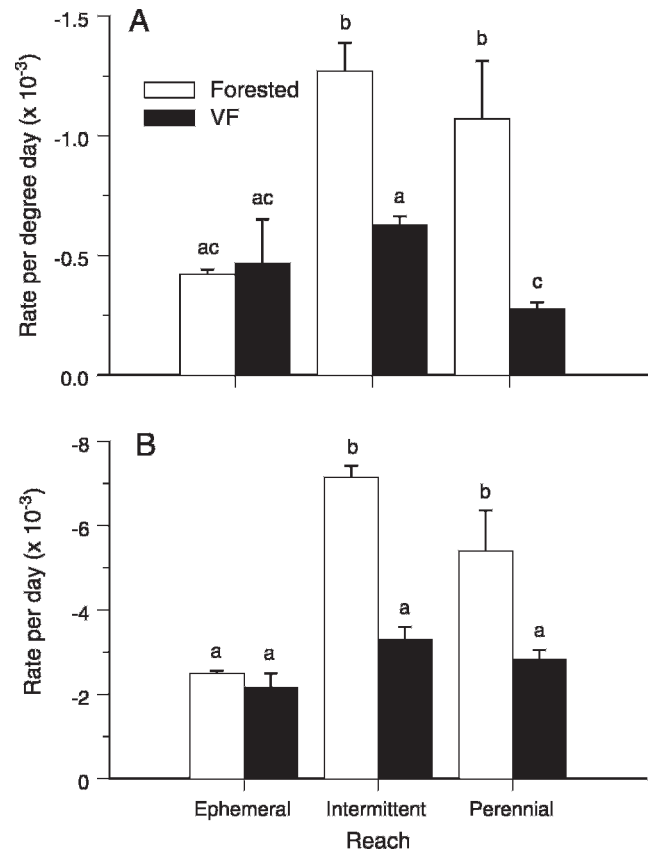 A
Rate per degree day (x 10-3)
-1.5
-1.0
-0.5
0.0
Forested
VF
ac
ac
b
a
b
c
B
Rate per day (x 10-3)
-8
-6
-4
-2
0
a
a
b
a
b
a
Ephemeral Intermittent Perennial
Reach